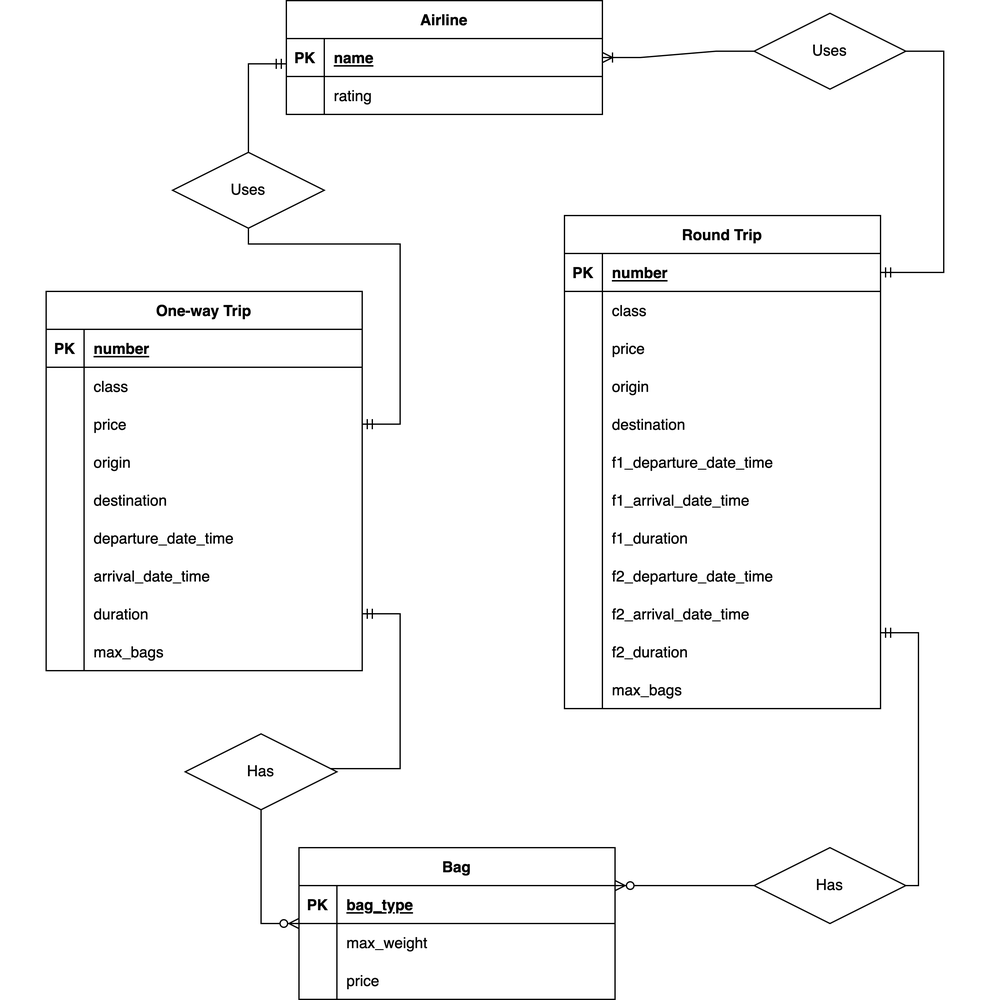 Airline
PK name
rating
Uses
Uses
Round Trip
PK number
class
price
origin
destination
f1_departure_date_time
f1_arrival_date_time
f1_duration
f2_departure_date_time
f2_arrival_date_time
f2_duration
max_bags
One-way Trip
PK number
class
price
origin
destination
departure_date_time
arrival_date_time
duration
max_bags
Has
Bag
PK bag_type
max_weight
price
Has